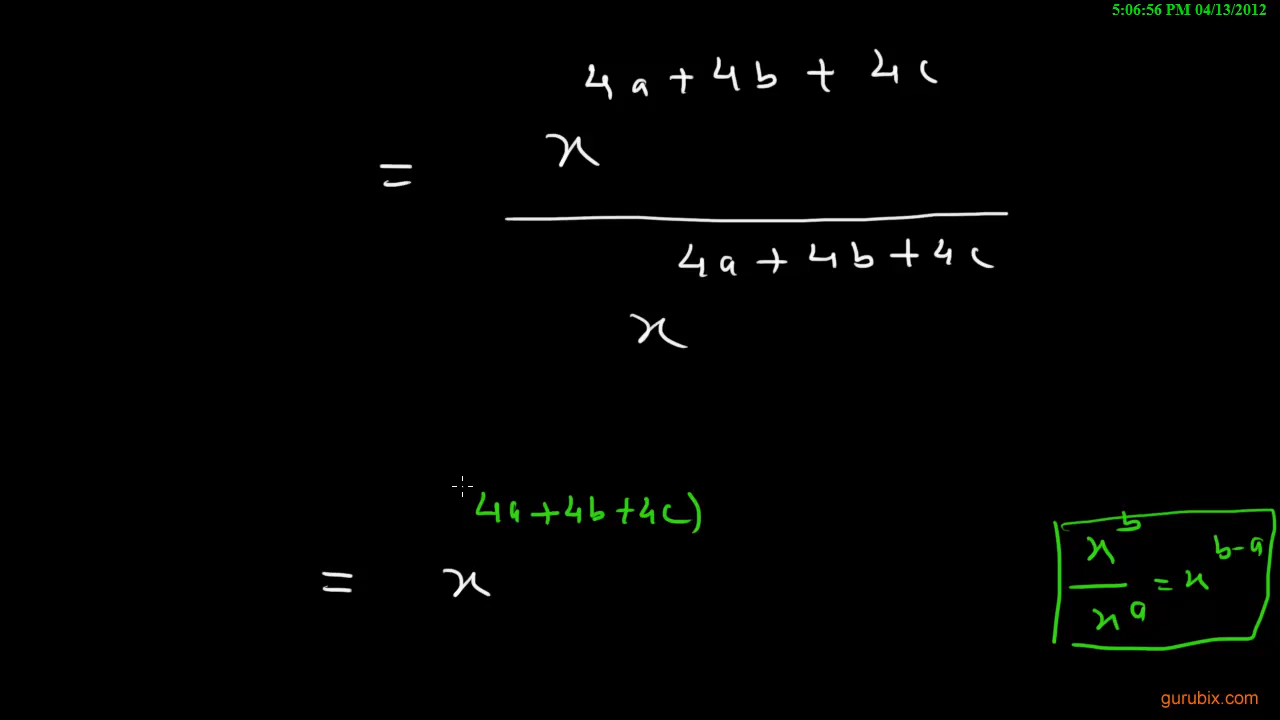 5:06:56 PM 04/13/2012
4a + 4b + 4c
= x
4a + 4b + 4c
x
4a + 4b + 4c)
= x
x^b / x^a = x^(b-a)
gurubix.com